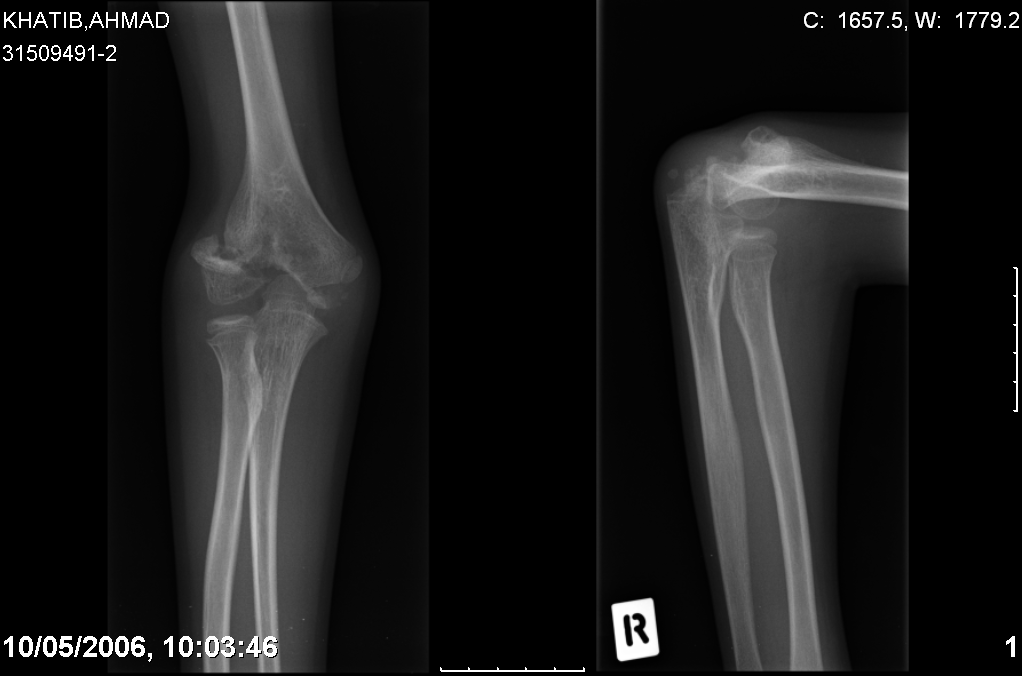 KHATIB,AHMAD
31509491-2
C: 1657.5, W: 1779.2
R
10/05/2006, 10:03:46
1